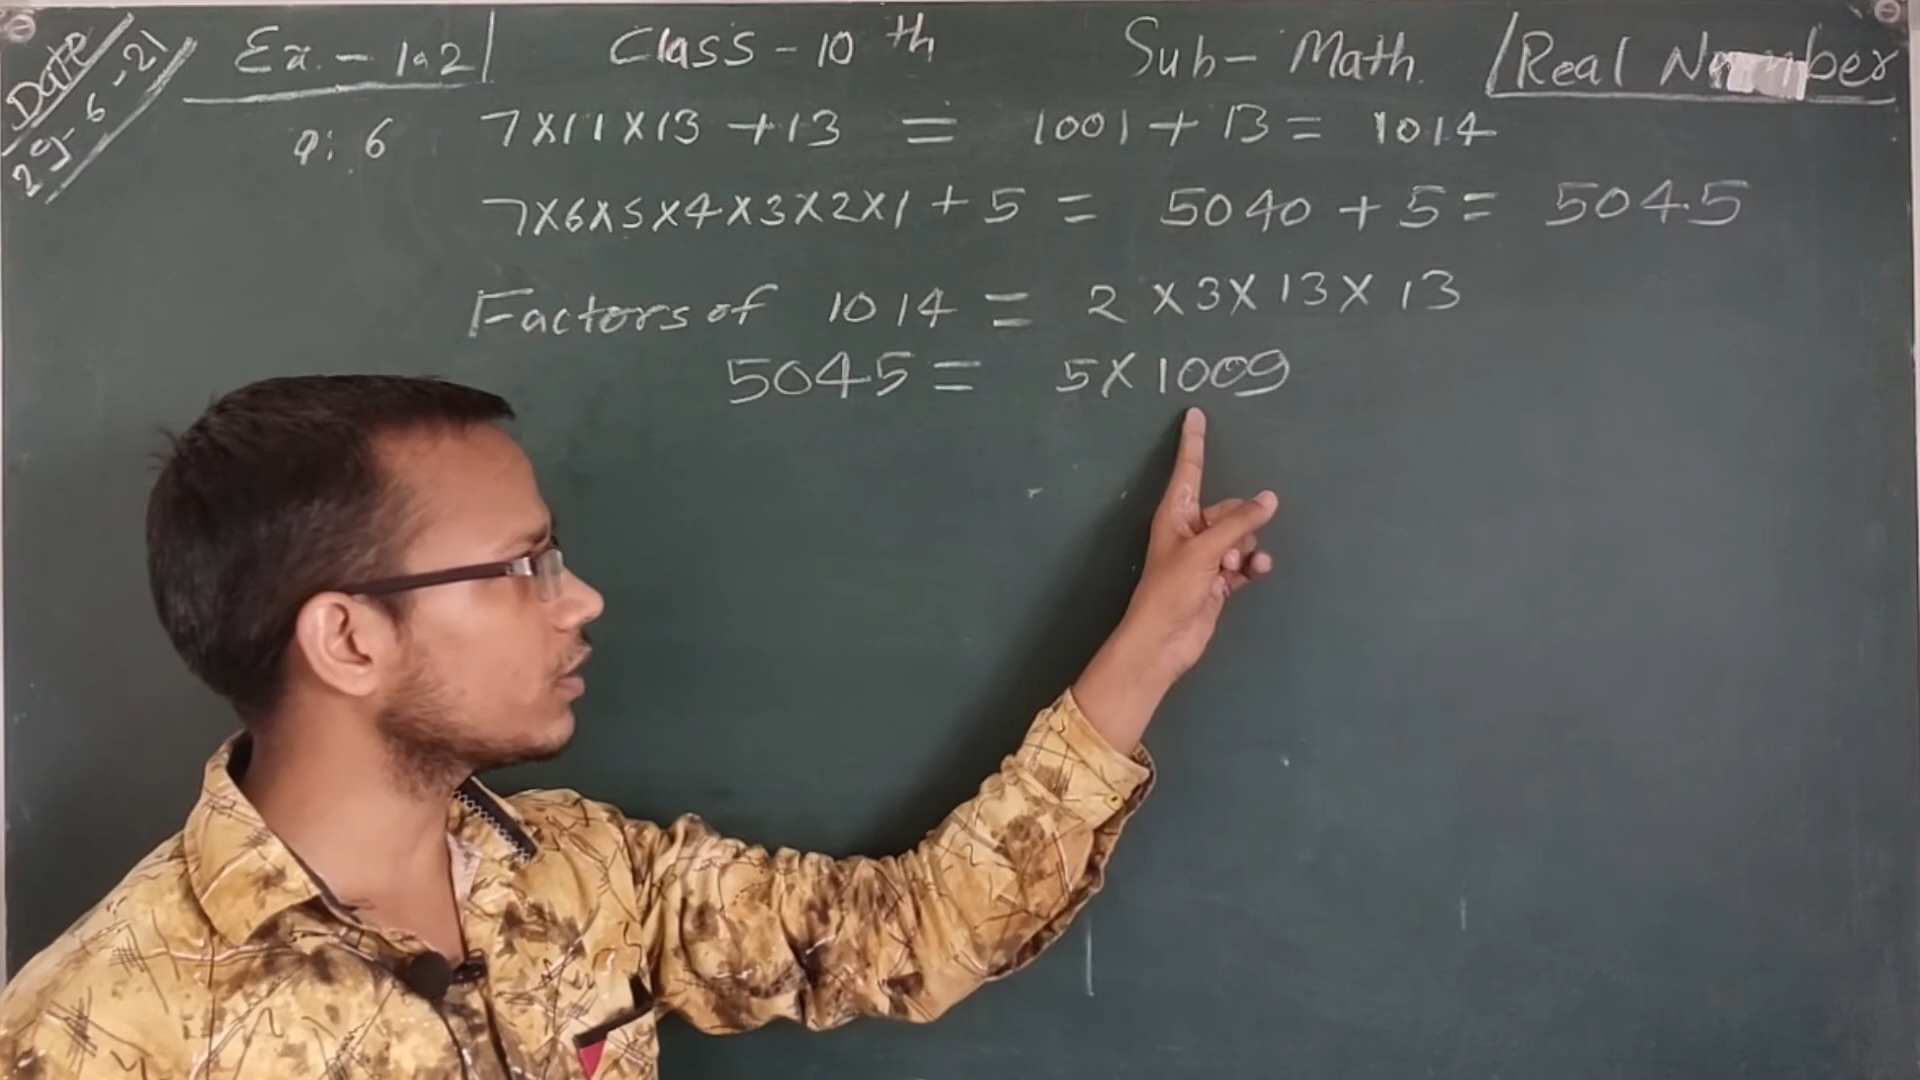 Date 29-6-21
Ex. - 1.2 Class - 10th Sub- Math. Real Number
Q: 6 7×11×13 +13 = 1001 + 13 = 1014
7×6×5×4×3×2×1 + 5 = 5040 + 5 = 5045
Factors of 1014 = 2 ×3× 13× 13
5045 = 5×1009